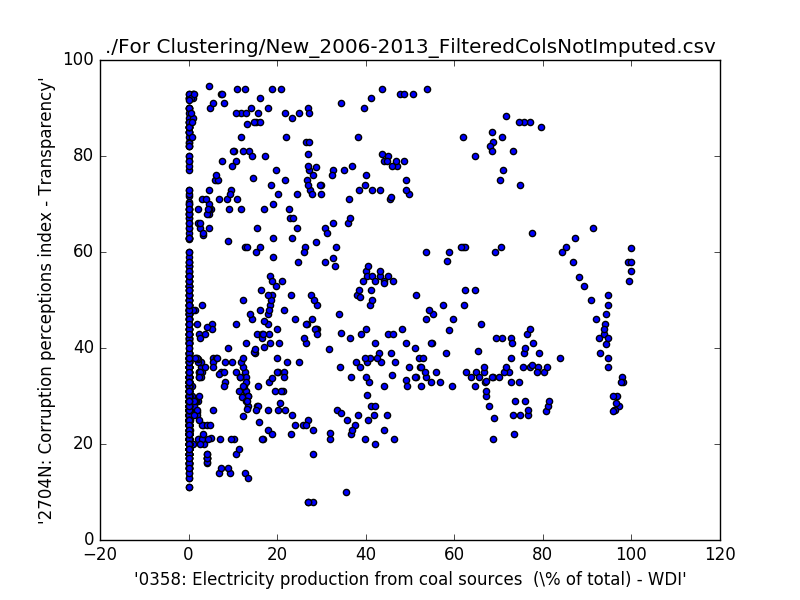 ./For Clustering/New_2006-2013_FilteredColsNotImputed.csv
100
80
60
40
20
0
'2704N: Corruption perceptions index - Transparency'
−20 0 20 40 60 80 100 120
'0358: Electricity production from coal sources  (\% of total) - WDI'